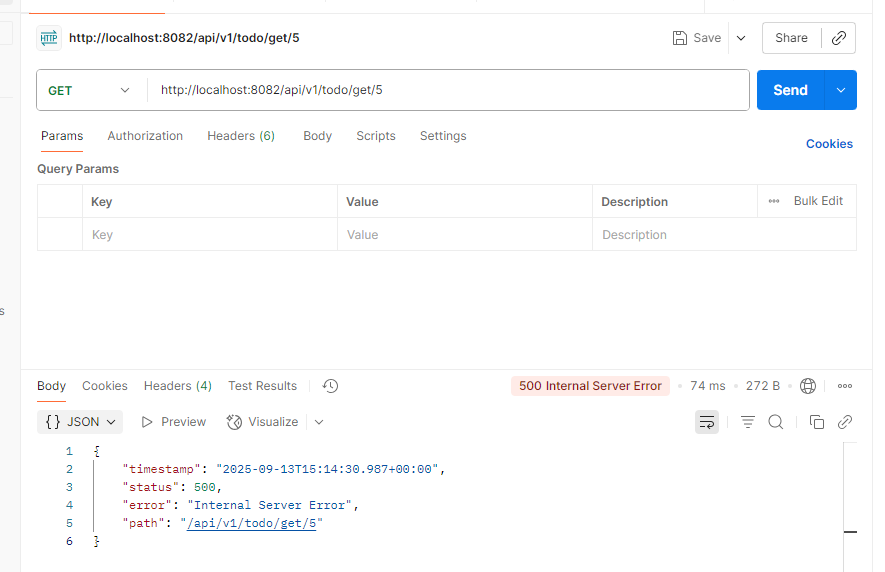 HTTP http://localhost:8082/api/v1/todo/get/5 Save Share
GET http://localhost:8082/api/v1/todo/get/5 Send
Params Authorization Headers (6) Body Scripts Settings Cookies
Query Params
Key Value Description ••• Bulk Edit
Key Value Description
s
Body Cookies Headers (4) Test Results 500 Internal Server Error • 74 ms • 272 B • •••
{} JSON Preview Visualize
1 {
2 "timestamp": "2025-09-13T15:14:30.987+00:00",
3 "status": 500,
4 "error": "Internal Server Error",
5 "path": "/api/v1/todo/get/5"
6 }